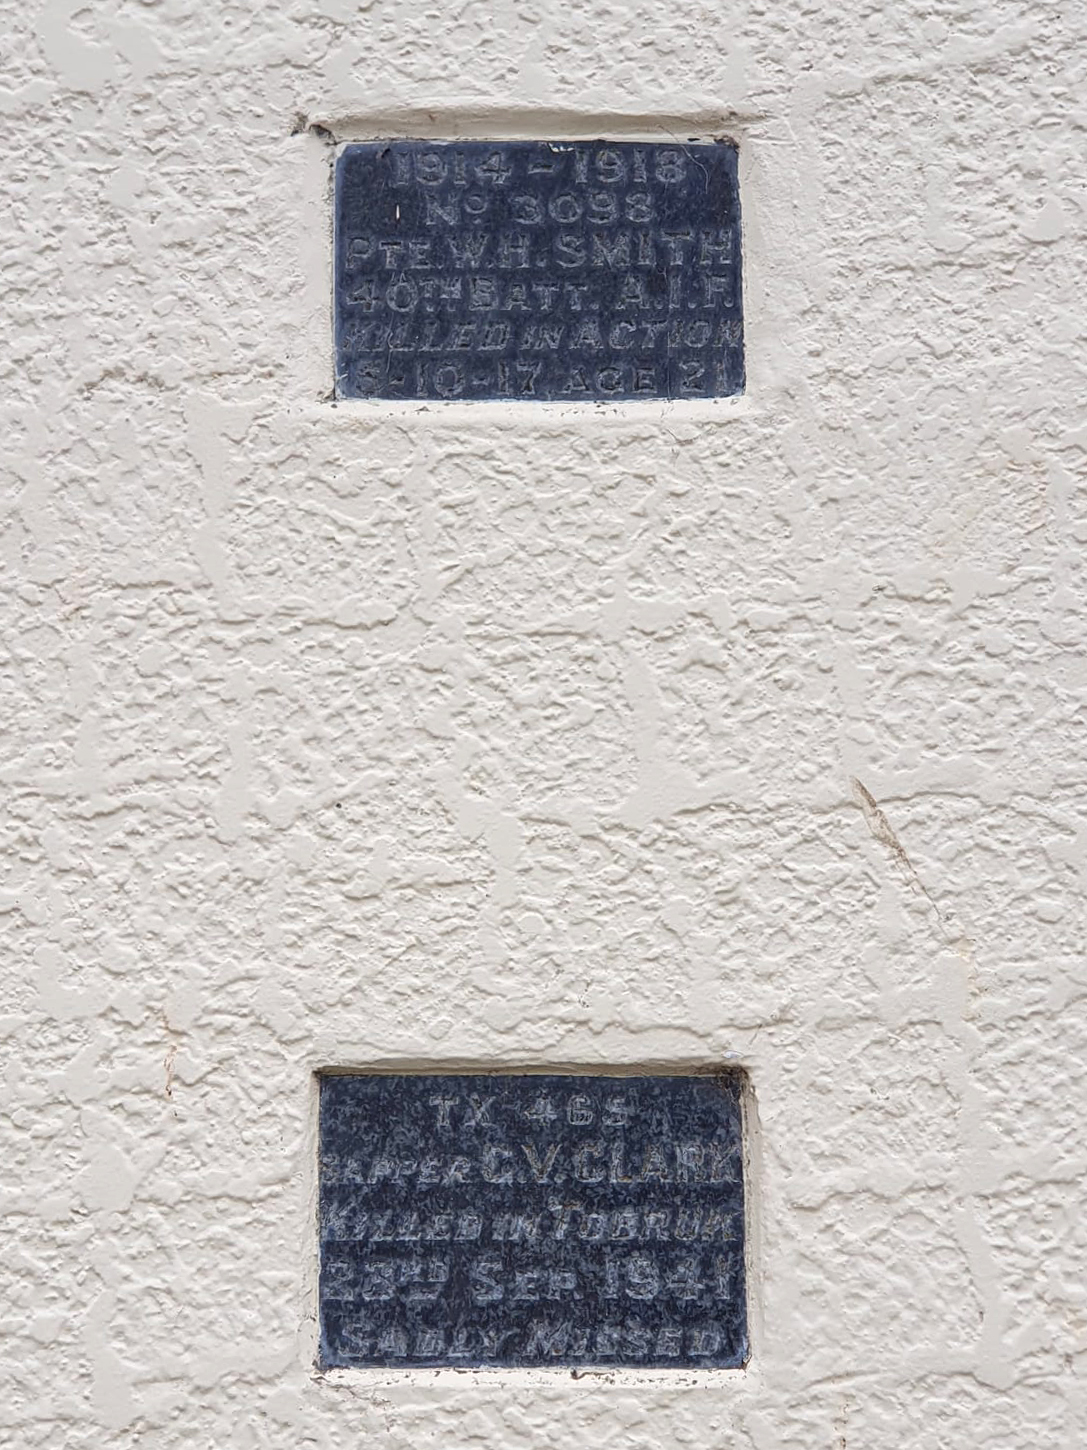 1914 - 1918
No 3098
PTE. W.H. SMITH
40TH BATT. A.I.F.
KILLED IN ACTION
5-10-17 AGE 21
TX 465
SAPPER C.V. CLARK
KILLED IN TOBRUK
23RD SEP. 1941
SADLY MISSED